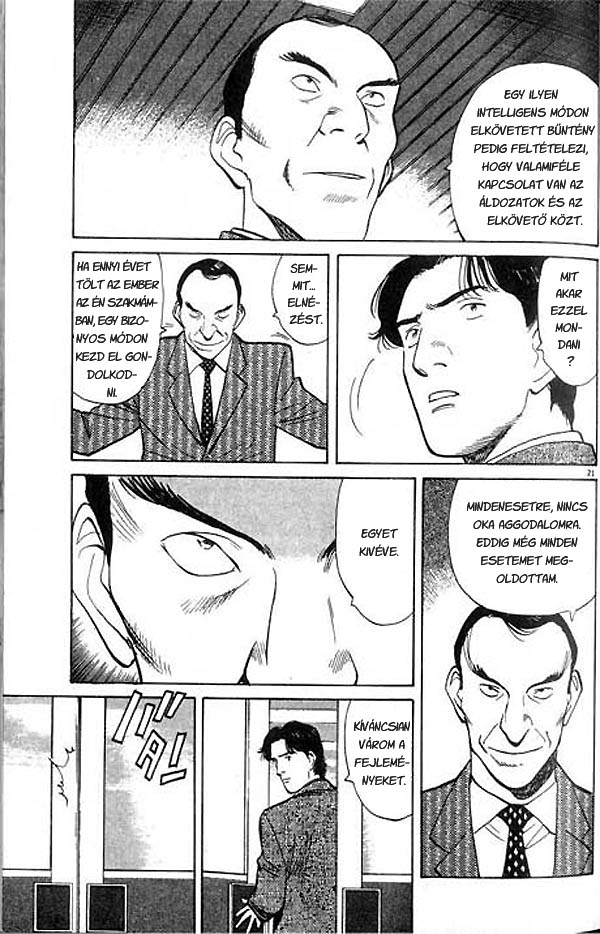 EGY ILYEN
INTELLIGENS MÓDON
ELKÖVETETT BŰNTÉNY
PEDIG FELTÉTELEZI,
HOGY VALAMIFÉLE
KAPCSOLAT VAN AZ
ÁLDOZATOK ÉS AZ
ELKÖVETŐ KÖZT.
MIT
AKAR
EZZEL
MON-
DANI
?
SEM-
MIT...
ELNÉ-
ZÉST.
HA ENNYI ÉVET
TÖLT AZ EMBER
AZ ÉN SZAKMÁM-
BAN, EGY BIZO-
NYOS MÓDON
KEZD EL GON-
DOLKOD-
NI.
21
MINDENESETRE, NINCS
OKA AGGODALOMRA.
EDDIG MÉG MINDEN
ESETEMET MEG-
OLDOTTAM.
EGYET
KIVÉVE.
KÍVÁNCSIAN
VÁROM A
FEJLEMÉ-
NYEKET.